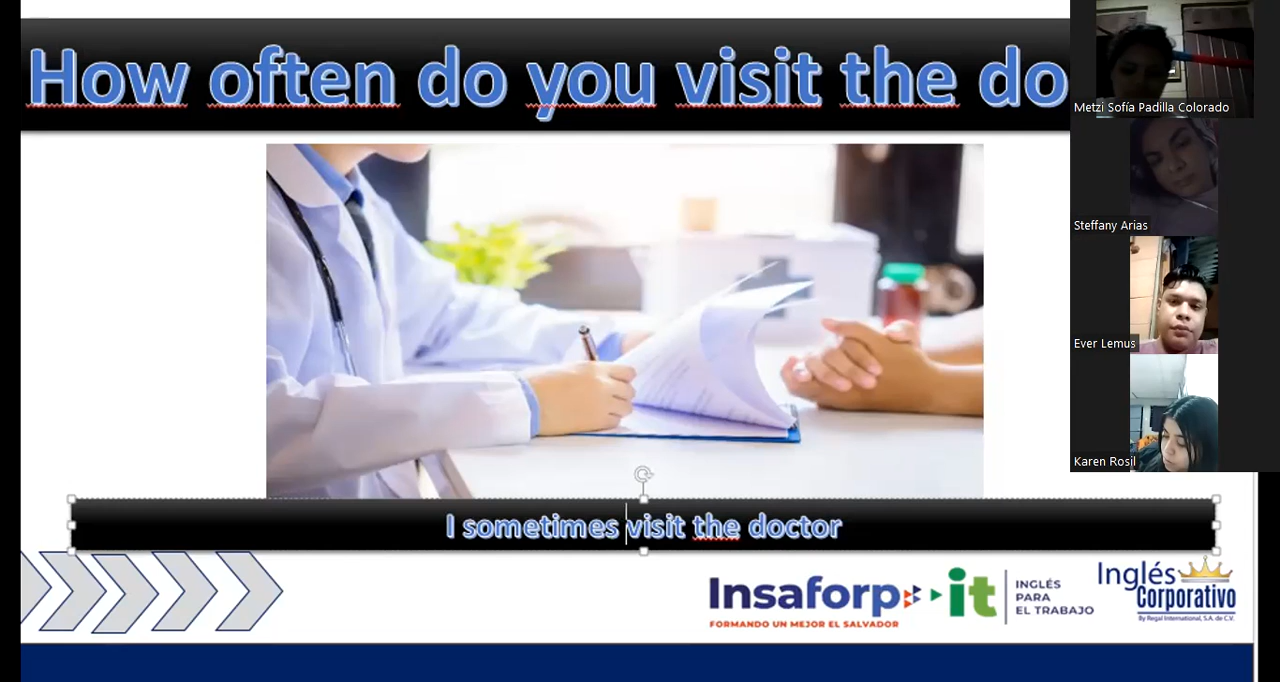 How often do you visit the do
Metzi Sofía Padilla Colorado
Steffany Arias
Ever Lemus
Karen Rosil
I sometimes visit the doctor
Insaforp
FORMANDO UN MEJOR EL SALVADOR
it
INGLÉS
PARA
EL TRABAJO
Inglés
Corporativo
By Regal International, S.A. de C.V.